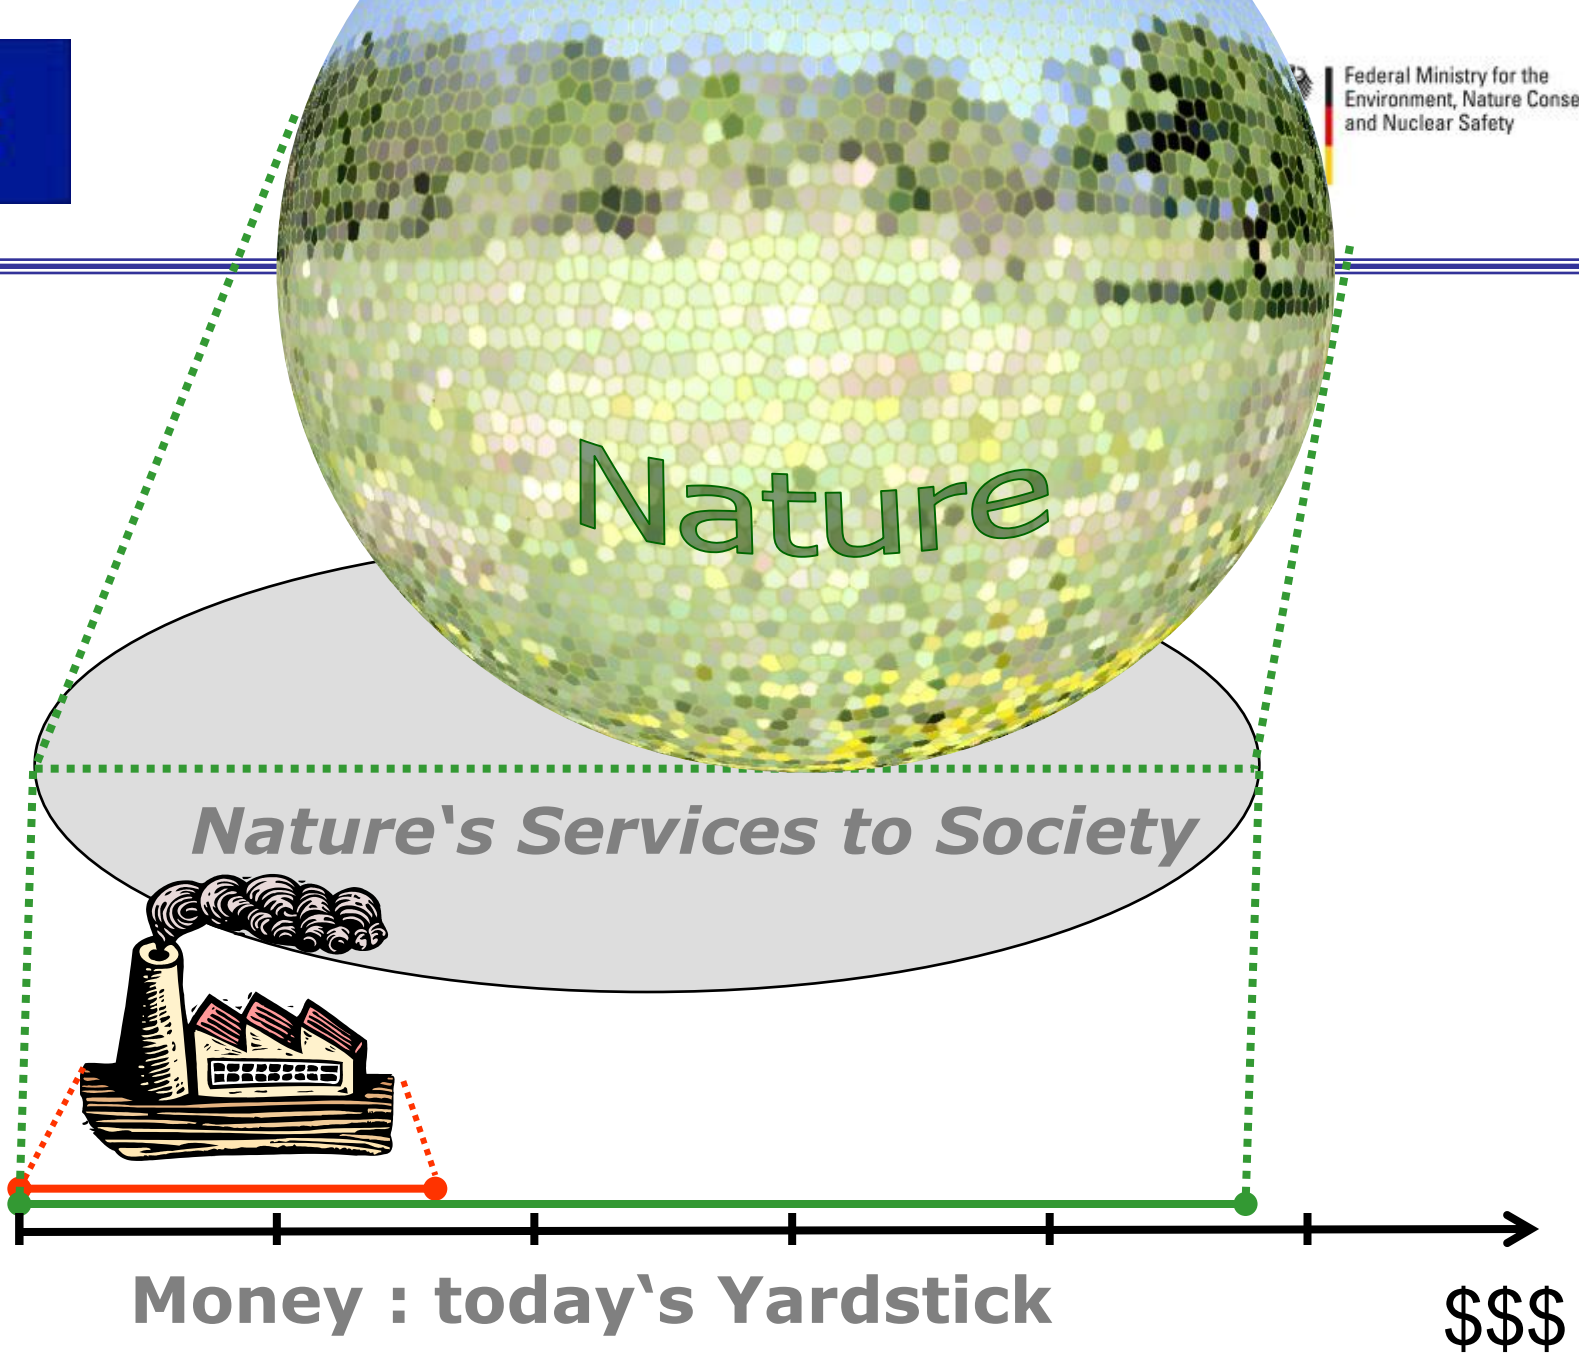 Federal Ministry for the
Environment, Nature Conse
and Nuclear Safety
Nature
Nature‘s Services to Society
Money : today‘s Yardstick
$$$